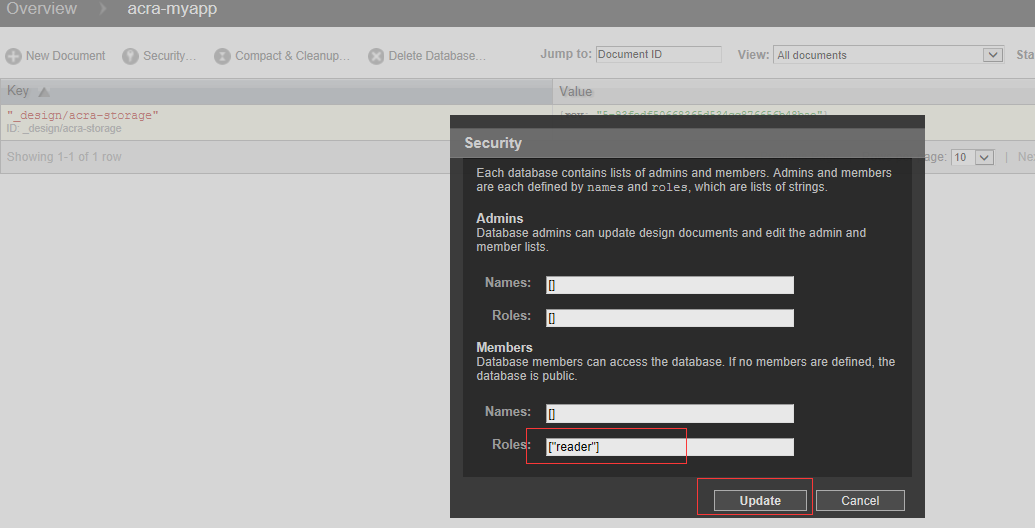 Overview acra-myapp
New Document Security… Compact & Cleanup… Delete Database… Jump to: Document ID View: All documents Sta
Key Value
"_design/acra-storage"
ID: _design/acra-storage
Showing 1-1 of 1 row age: 10 | Ne
Security
Each database contains lists of admins and members. Admins and members
are each defined by names and roles, which are lists of strings.
Admins
Database admins can update design documents and edit the admin and
member lists.
Names: []
Roles: []
Members
Database members can access the database. If no members are defined, the
database is public.
Names: []
Roles: ["reader"]
Update Cancel